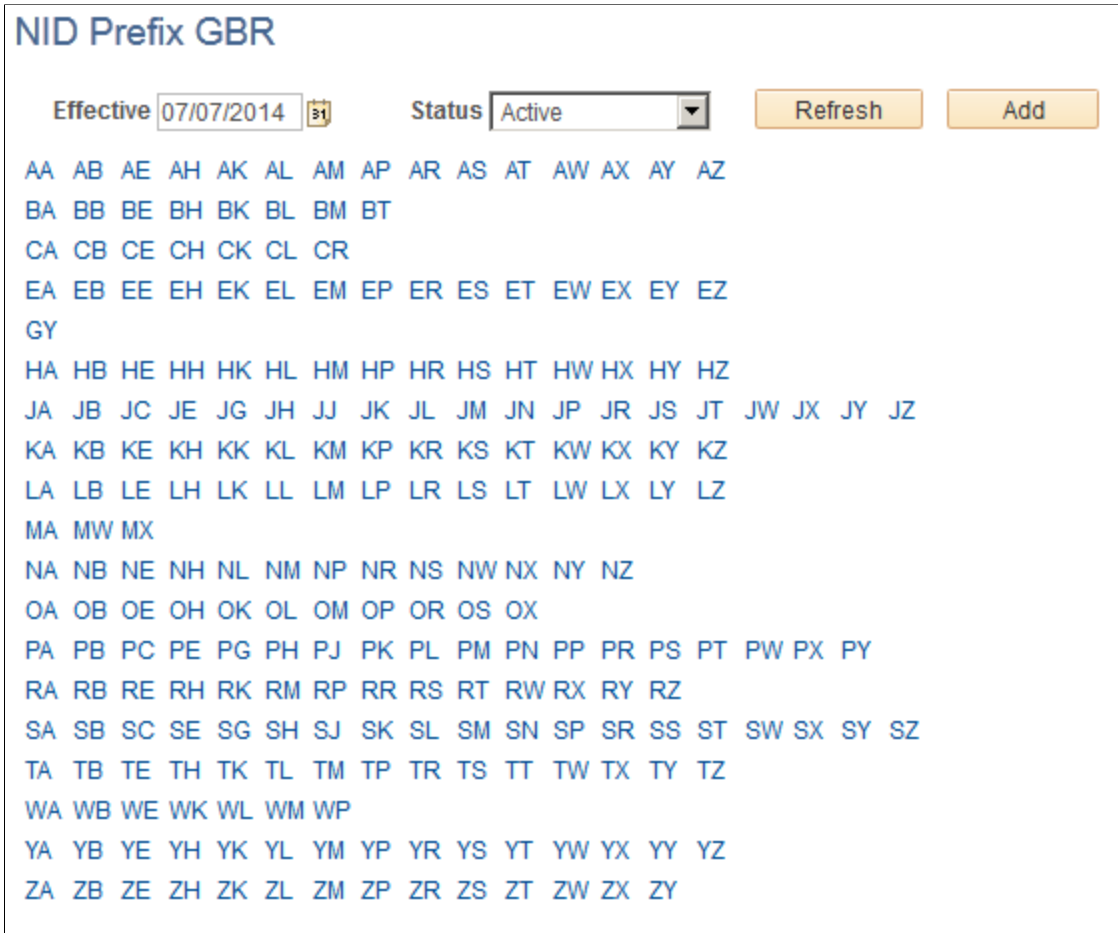 NID Prefix GBR
Effective 07/07/2014 31 Status Active Refresh Add
AA AB AE AH AK AL AM AP AR AS AT AW AX AY AZ
BA BB BE BH BK BL BM BT
CA CB CE CH CK CL CR
EA EB EE EH EK EL EM EP ER ES ET EW EX EY EZ
GY
HA HB HE HH HK HL HM HP HR HS HT HW HX HY HZ
JA JB JC JE JG JH JJ JK JL JM JN JP JR JS JT JW JX JY JZ
KA KB KE KH KK KL KM KP KR KS KT KW KX KY KZ
LA LB LE LH LK LL LM LP LR LS LT LW LX LY LZ
MA MW MX
NA NB NE NH NL NM NP NR NS NW NX NY NZ
OA OB OE OH OK OL OM OP OR OS OX
PA PB PC PE PG PH PJ PK PL PM PN PP PR PS PT PW PX PY
RA RB RE RH RK RM RP RR RS RT RW RX RY RZ
SA SB SC SE SG SH SJ SK SL SM SN SP SR SS ST SW SX SY SZ
TA TB TE TH TK TL TM TP TR TS TT TW TX TY TZ
WA WB WE WK WL WM WP
YA YB YE YH YK YL YM YP YR YS YT YW YX YY YZ
ZA ZB ZE ZH ZK ZL ZM ZP ZR ZS ZT ZW ZX ZY